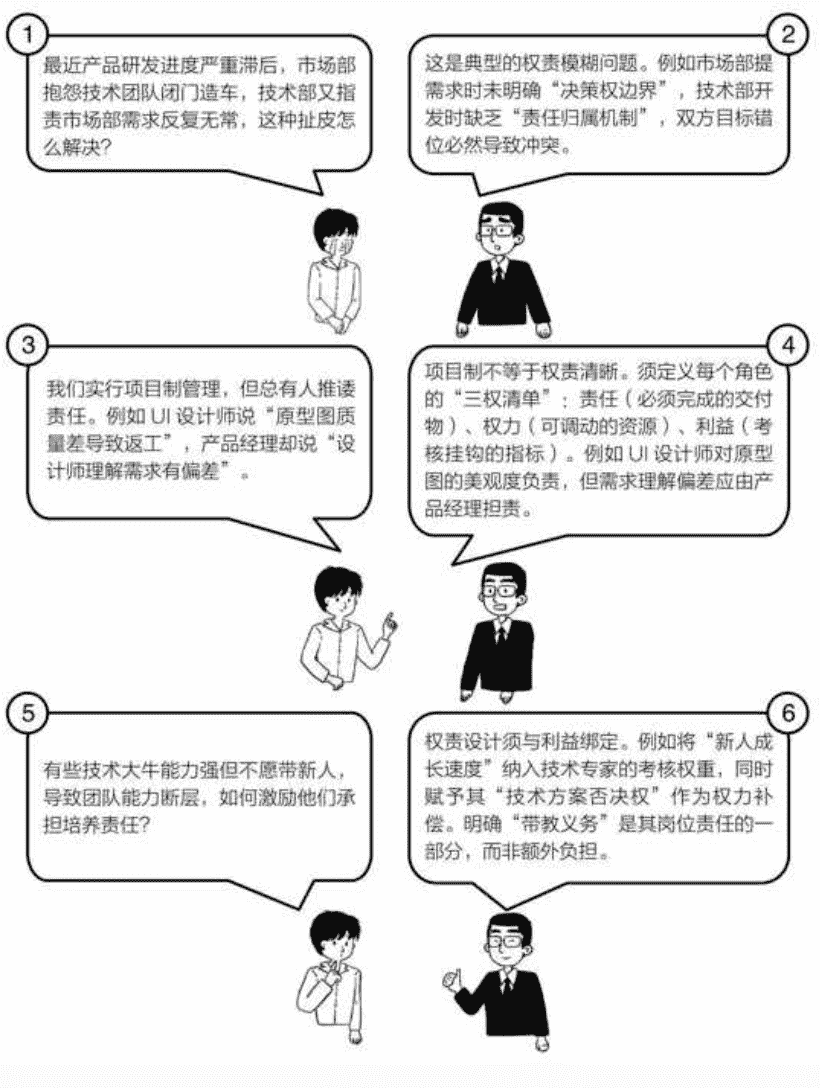 1
最近产品研发进度严重滞后，市场部
抱怨技术团队闭门造车，技术部又指
责市场部需求反复无常，这种扯皮怎
么解决？
2
这是典型的权责模糊问题。例如市场部提
需求时未明确“决策权边界”，技术部开
发时缺乏“责任归属机制”，双方目标错
位必然导致冲突。
3
我们实行项目制管理，但总有人推诿
责任。例如 UI 设计师说“原型图质
量差导致返工”，产品经理却说“设
计师理解需求有偏差”。
4
项目制不等于权责清晰。须定义每个角色
的“三权清单”：责任（必须完成的交付
物）、权力（可调动的资源）、利益（考
核挂钩的指标）。例如 UI 设计师对原型
图的美观度负责，但需求理解偏差应由产
品经理担责。
5
有些技术大牛能力强但不愿带新人，
导致团队能力断层，如何激励他们承
担培养责任？
6
权责设计须与利益绑定。例如将“新人成
长速度”纳入技术专家的考核权重，同时
赋予其“技术方案否决权”作为权力补
偿。明确“带教义务”是其岗位责任的一
部分，而非额外负担。